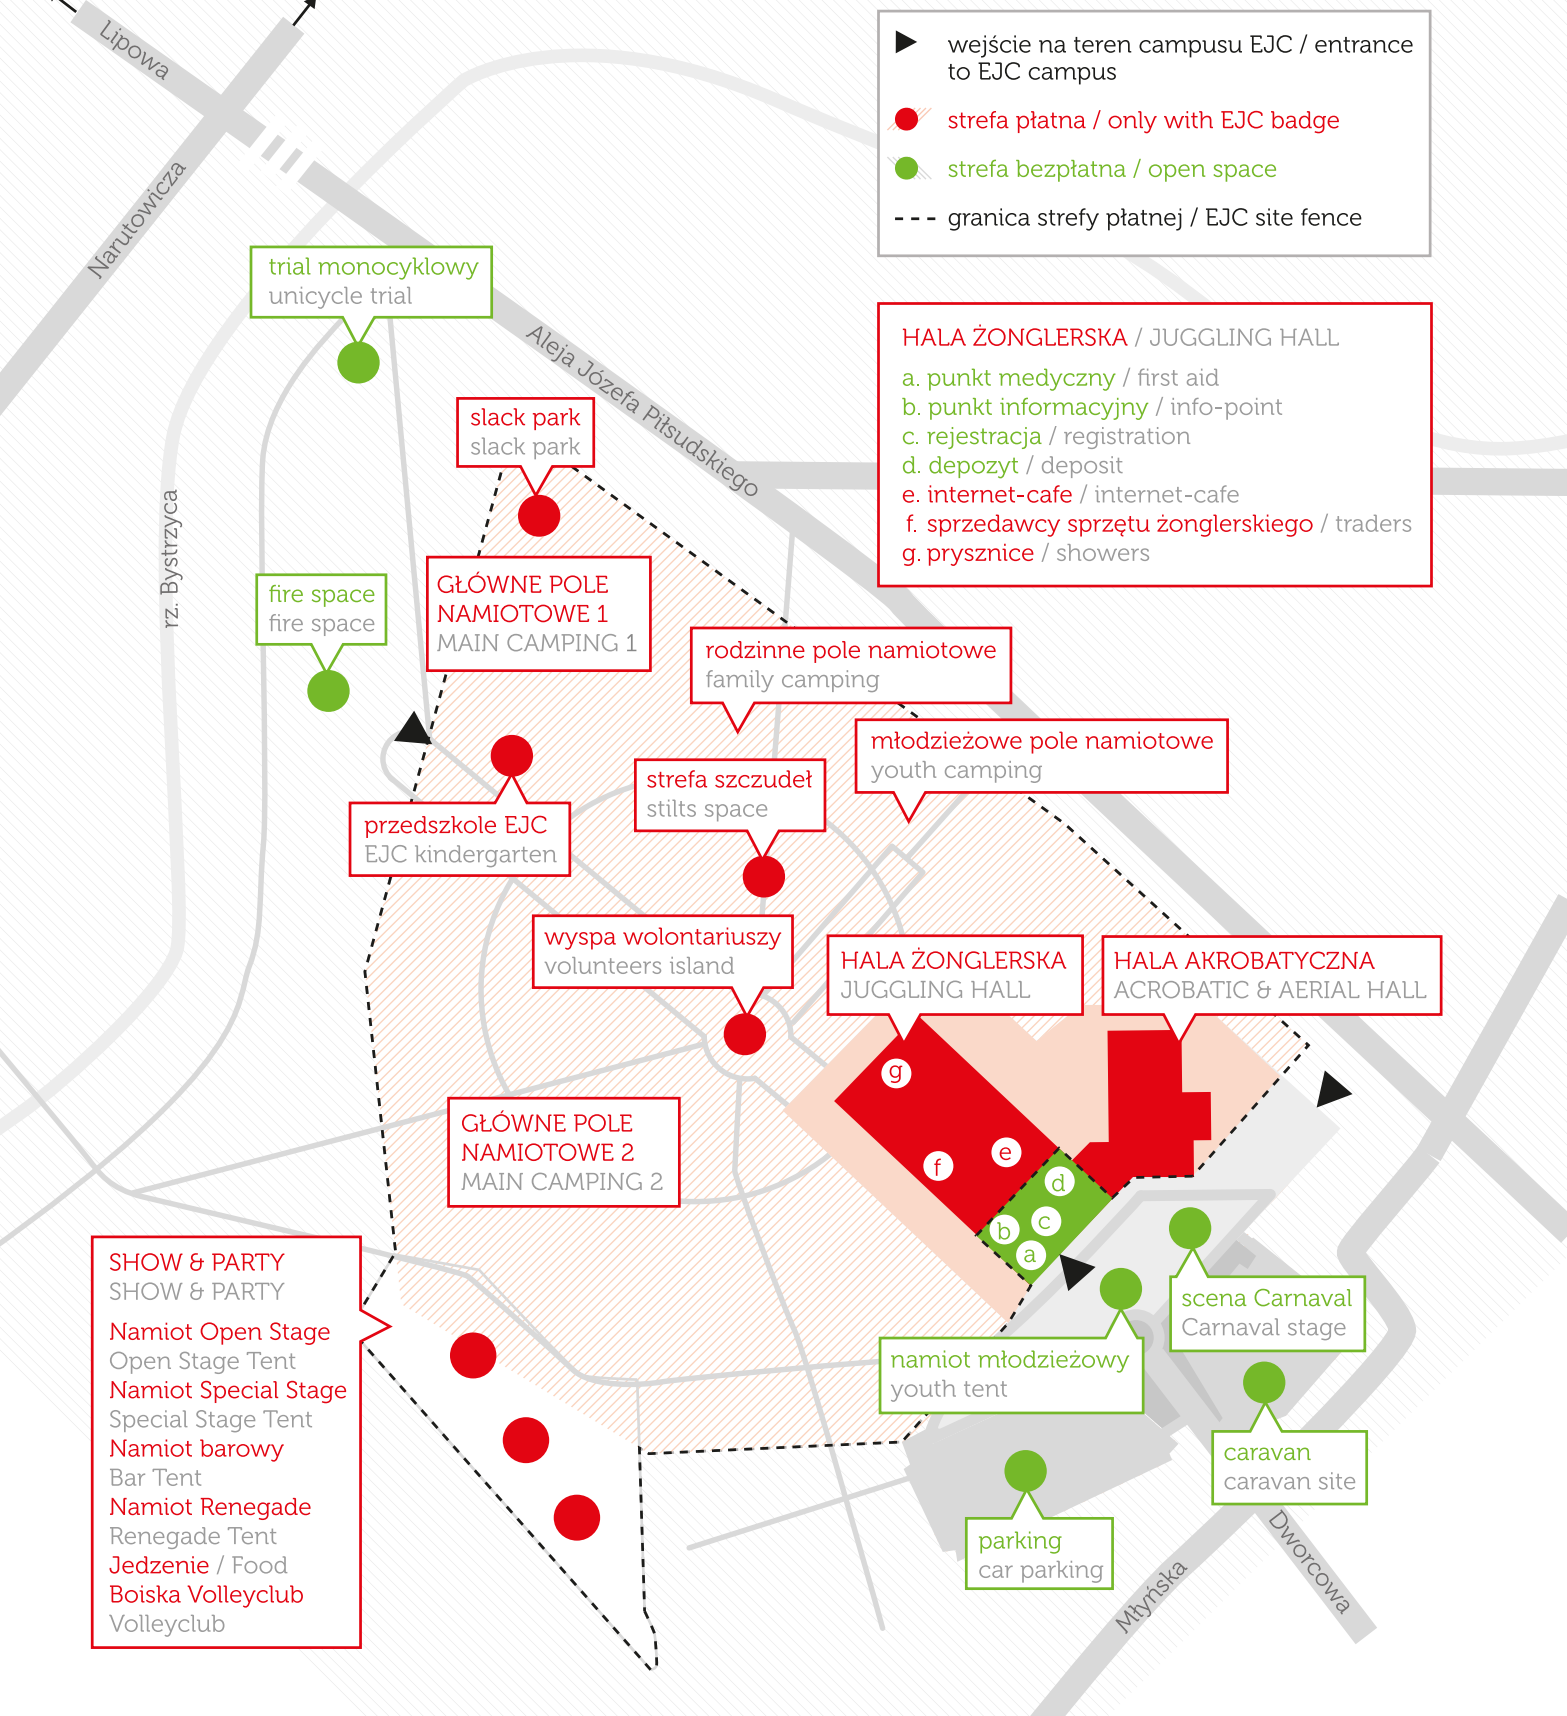 Lipowa
Narutowicza
wejście na teren campusu EJC / entrance
to EJC campus
strefa płatna / only with EJC badge
strefa bezpłatna / open space
granica strefy płatnej / EJC site fence
trial monocyklowy
unicycle trial
Aleja Józefa Piłsudskiego
HALA ŻONGLERSKA / JUGGLING HALL
a. punkt medyczny / first aid
b. punkt informacyjny / info-point
c. rejestracja / registration
d. depozyt / deposit
e. internet-cafe / internet-cafe
f. sprzedawcy sprzętu żonglerskiego / traders
g. prysznice / showers
slack park
slack park
rz. Bystrzyca
fire space
fire space
GŁÓWNE POLE
NAMIOTOWE 1
MAIN CAMPING 1
rodzinne pole namiotowe
family camping
młodzieżowe pole namiotowe
youth camping
strefa szczudeł
stilts space
przedszkole EJC
EJC kindergarten
wyspa wolontariuszy
volunteers island
HALA ŻONGLERSKA
JUGGLING HALL
HALA AKROBATYCZNA
ACROBATIC & AERIAL HALL
g
f
e
d
c
b
a
GŁÓWNE POLE
NAMIOTOWE 2
MAIN CAMPING 2
SHOW & PARTY
SHOW & PARTY
Namiot Open Stage
Open Stage Tent
Namiot Special Stage
Special Stage Tent
Namiot barowy
Bar Tent
Namiot Renegade
Renegade Tent
Jedzenie / Food
Boiska Volleyclub
Volleyclub
scena Carnaval
Carnaval stage
namiot młodzieżowy
youth tent
caravan
caravan site
parking
car parking
Młyńska
Dworcowa